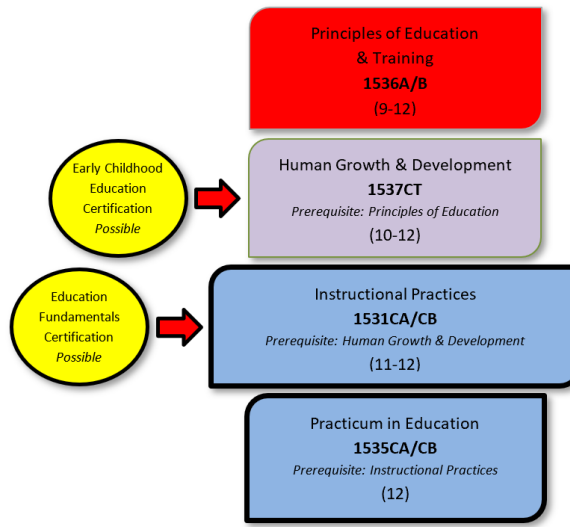 Principles of Education
& Training
1536A/B
(9-12)
Early Childhood
Education
Certification
Possible
Human Growth & Development
1537CT
Prerequisite: Principles of Education
(10-12)
Education
Fundamentals
Certification
Possible
Instructional Practices
1531CA/CB
Prerequisite: Human Growth & Development
(11-12)
Practicum in Education
1535CA/CB
Prerequisite: Instructional Practices
(12)